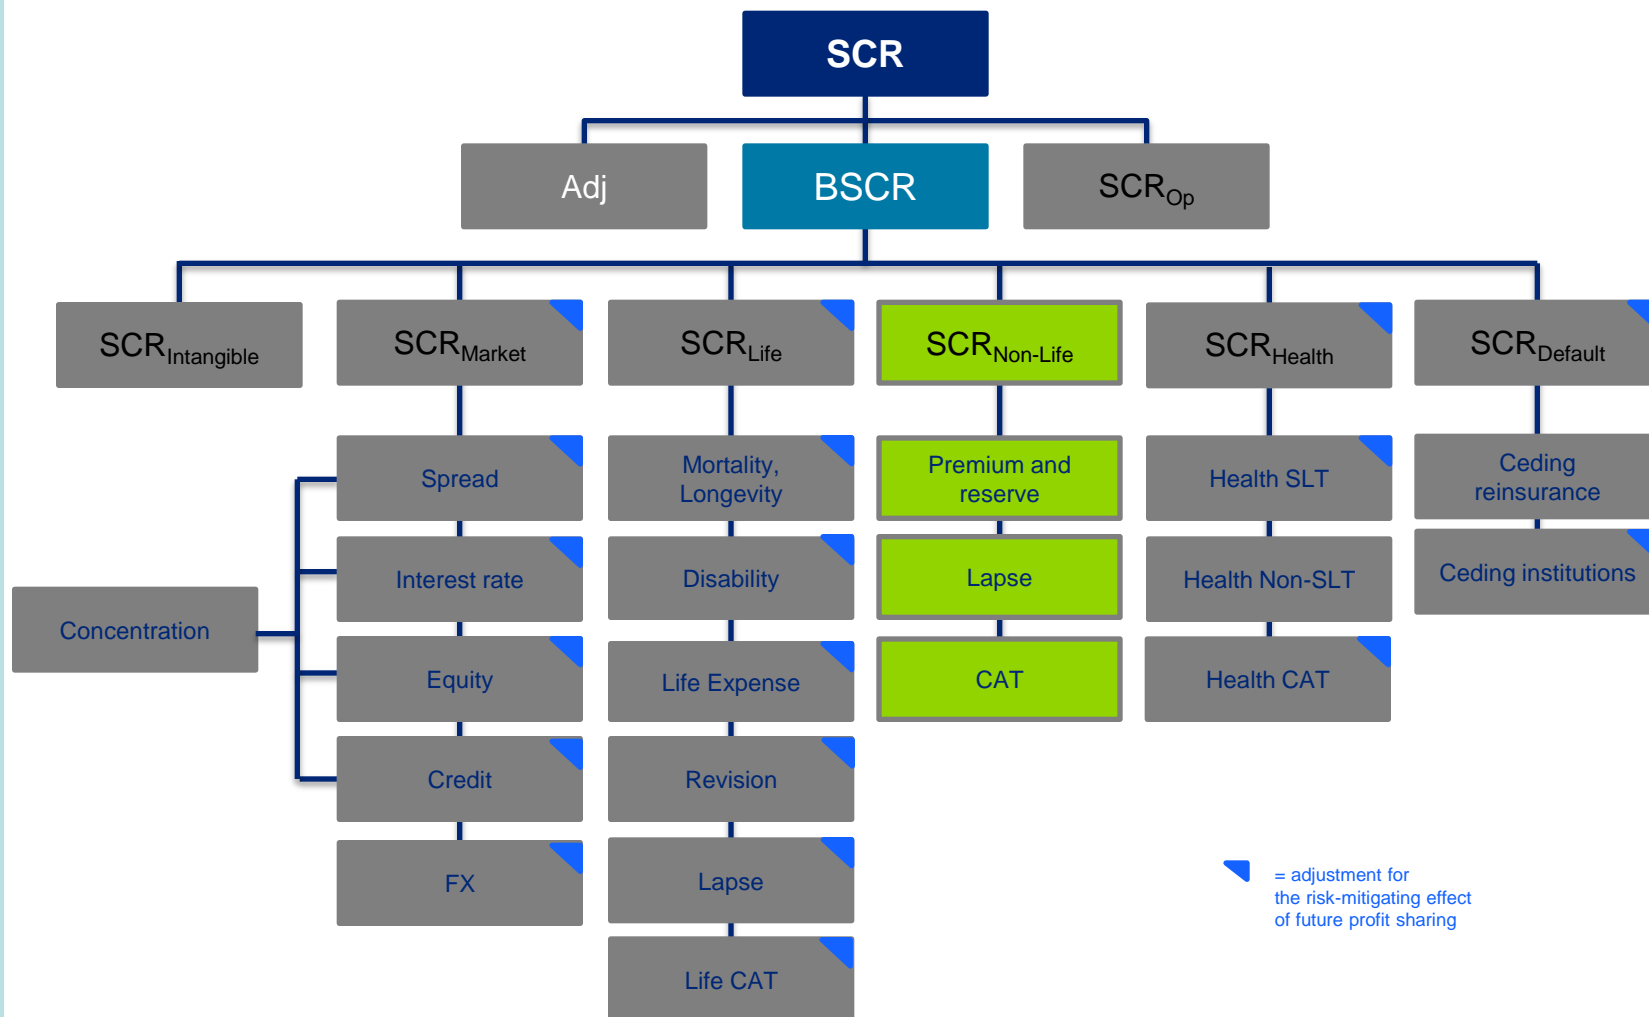 SCR
Adj
BSCR
SCROp
SCRIntangible
SCRMarket
SCRLife
SCRNon-Life
SCRHealth
SCRDefault
Spread
Mortality,
Longevity
Premium and
reserve
Health SLT
Ceding
reinsurance
Interest rate
Disability
Lapse
Health Non-SLT
Ceding institutions
Concentration
Equity
Life Expense
CAT
Health CAT
Credit
Revision
FX
Lapse
Life CAT
= adjustment for
the risk-mitigating effect
of future profit sharing